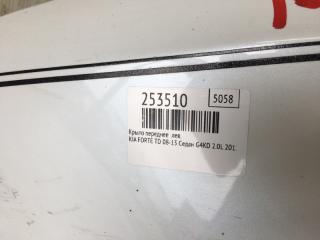 253510 5058
Крыло переднее лев.
KIA FORTE TD 08-13 Седан G4KD 2.0L 201